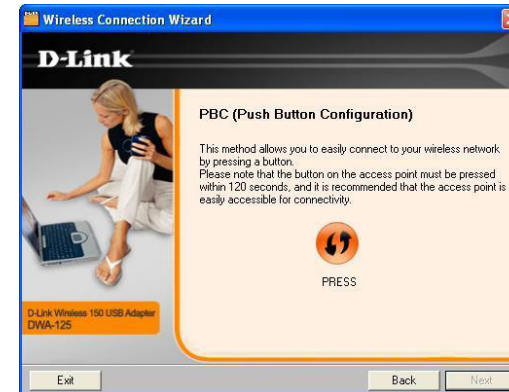 Wireless Connection Wizard
D-Link
PBC (Push Button Configuration)
This method allows you to easily connect to your wireless network
by pressing a button.
Please note that the button on the access point must be pressed
within 120 seconds, and it is recommended that the access point is
easily accessible for connectivity.
PRESS
D-Link Wireless 150 USB Adapter
DWA-125
Exit
Back
Next